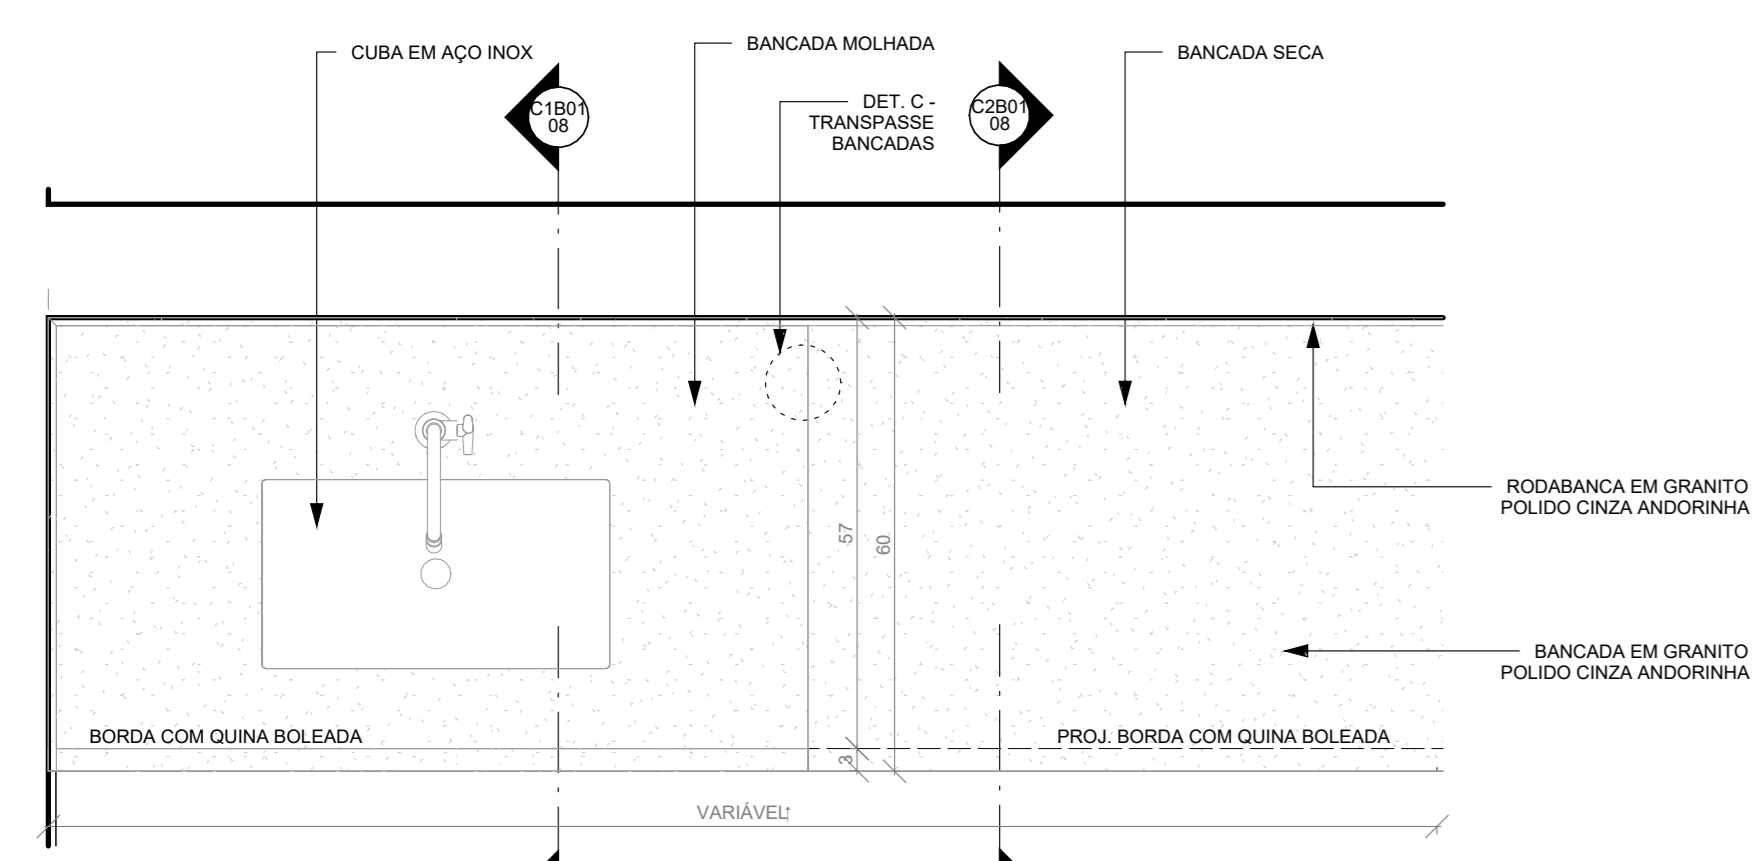 CUBA EM AÇO INOX
BANCADA MOLHADA
BANCADA SECA
C1B01
08
DET. C -
TRANSPASSE
BANCADAS
C2B01
08
RODABANCA EM GRANITO
POLIDO CINZA ANDORINHA
57
60
BANCADA EM GRANITO
POLIDO CINZA ANDORINHA
BORDA COM QUINA BOLEADA
PROJ. BORDA COM QUINA BOLEADA
3
VARIÁVEL